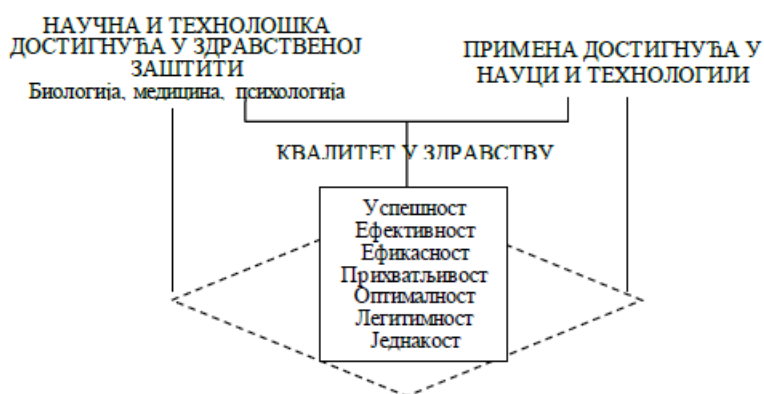 НАУЧНА И ТЕХНОЛОШКА
ДОСТИГНУЋА У ЗДРАВСТВЕНОЈ
ЗАШТИТИ
Биологија, медицина, психологија
ПРИМЕНА ДОСТИГНУЋА У
НАУЦИ И ТЕХНОЛОГИЈИ
КВАЛИТЕТ У ЗДРАВСТВУ
Успешност
Ефективност
Ефикасност
Прихватљивост
Оптималност
Легитимност
Једнакост